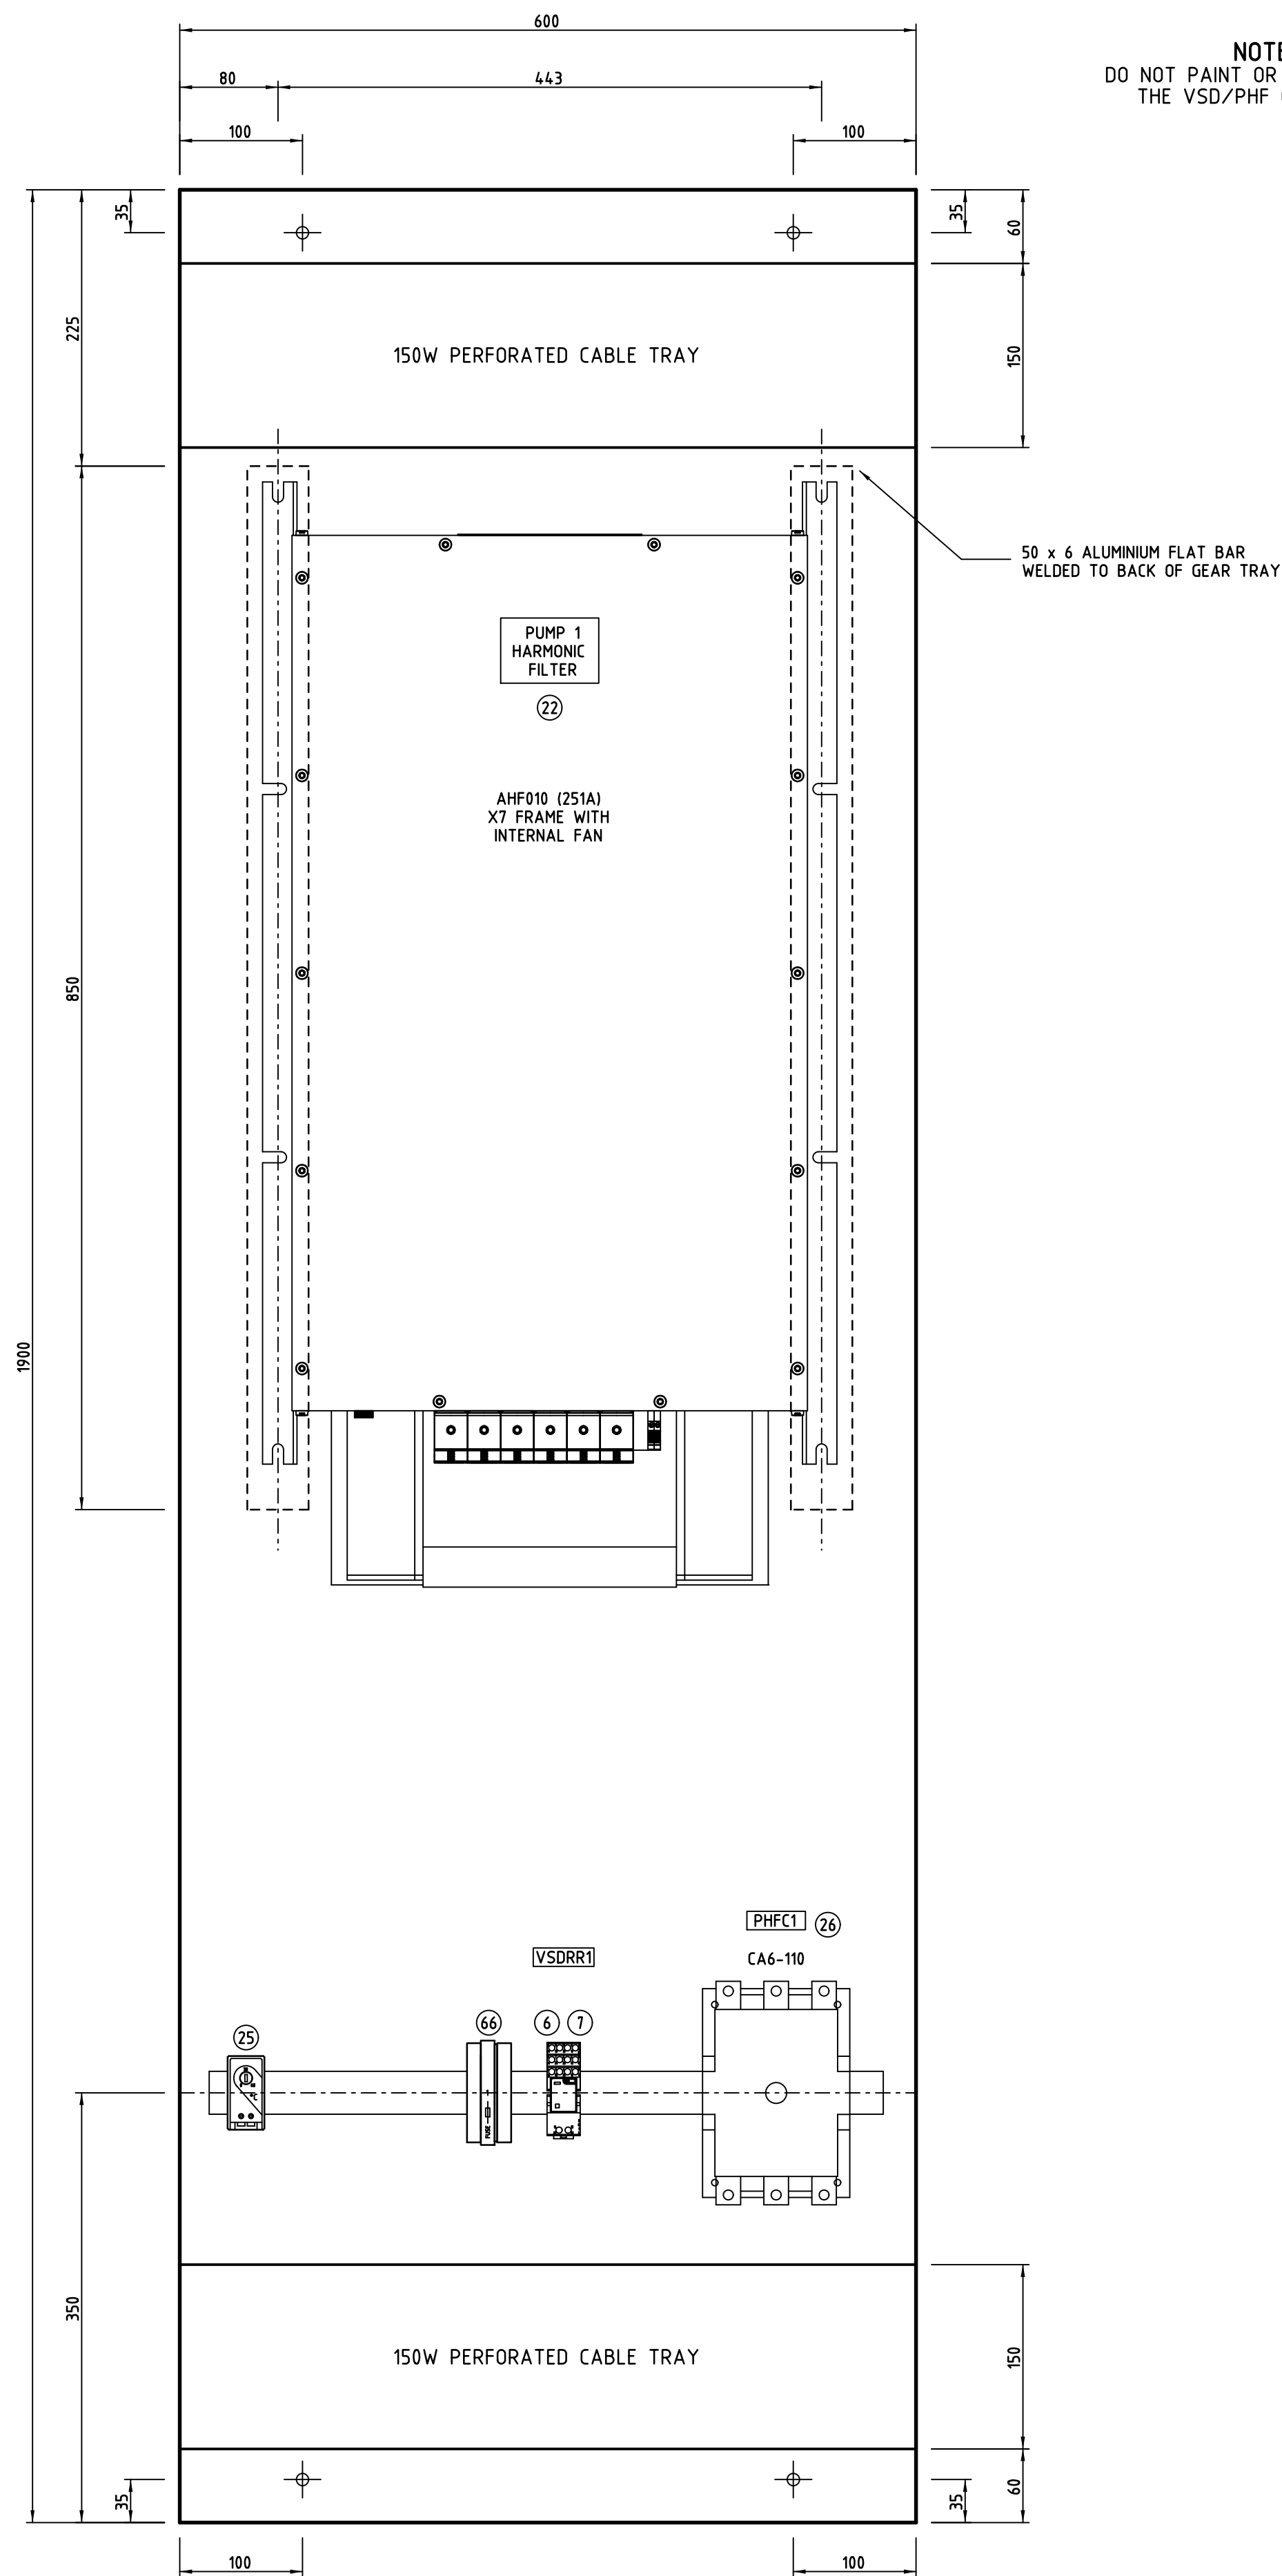 600
NOTE
DO NOT PAINT OR
THE VSD/PHF
80
443
100
100
35
225
35
60
150
150W PERFORATED CABLE TRAY
50 x 6 ALUMINIUM FLAT BAR
WELDED TO BACK OF GEAR TRAY
PUMP 1
HARMONIC
FILTER
22
AHF010 (251A)
X7 FRAME WITH
INTERNAL FAN
850
1900
PHFC1
26
VSDRR1
CA6-110
25
66
6
7
FUSE
350
150W PERFORATED CABLE TRAY
150
35
35
60
100
100